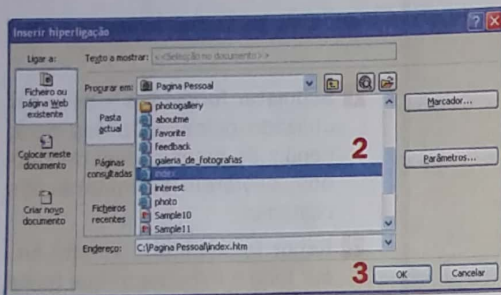 Inserir hiperligação
Ligar a:
Texto a mostrar: <<Selecção no documento>>
Ficheiro ou
página Web
existente
Procurar em: Pagina Pessoal
Pasta
actual
photogallery
aboutme
favorite
feedback
galeria_de_fotografias
index
interest
photo
Sample10
Sample11
2
Marcador...
Colocar neste
documento
Páginas
consultadas
Parâmetros...
Criar novo
documento
Ficheiros
recentes
Endereço: C:\Pagina Pessoal\index.htm
3
OK
Cancelar